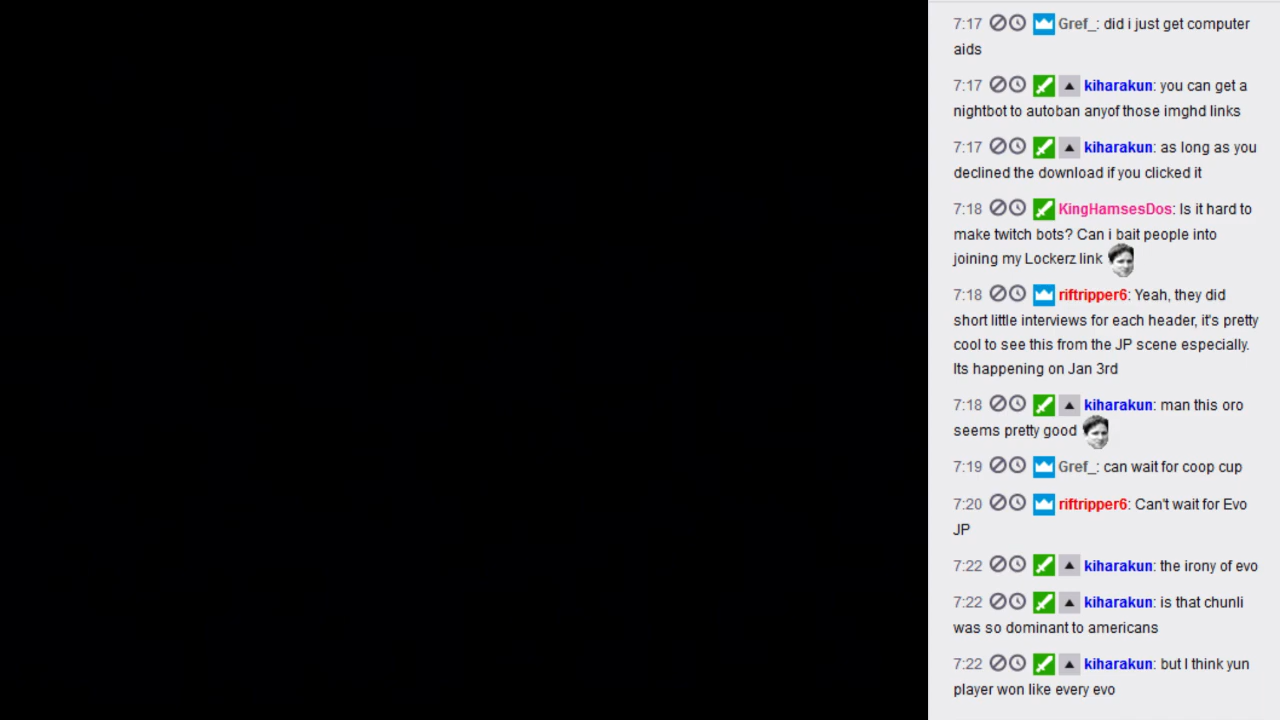 7:17 Gref_: did i just get computer
aids
7:17 kiharakun: you can get a
nightbot to autoban anyof those imghd links
7:17 kiharakun: as long as you
declined the download if you clicked it
7:18 KingHamsesDos: Is it hard to
make twitch bots? Can i bait people into
joining my Lockerz link
7:18 riftripper6: Yeah, they did
short little interviews for each header, it's pretty
cool to see this from the JP scene especially.
Its happening on Jan 3rd
7:18 kiharakun: man this oro
seems pretty good
7:19 Gref_: can wait for coop cup
7:20 riftripper6: Can't wait for Evo
JP
7:22 kiharakun: the irony of evo
7:22 kiharakun: is that chunli
was so dominant to americans
7:22 kiharakun: but I think yun
player won like every evo